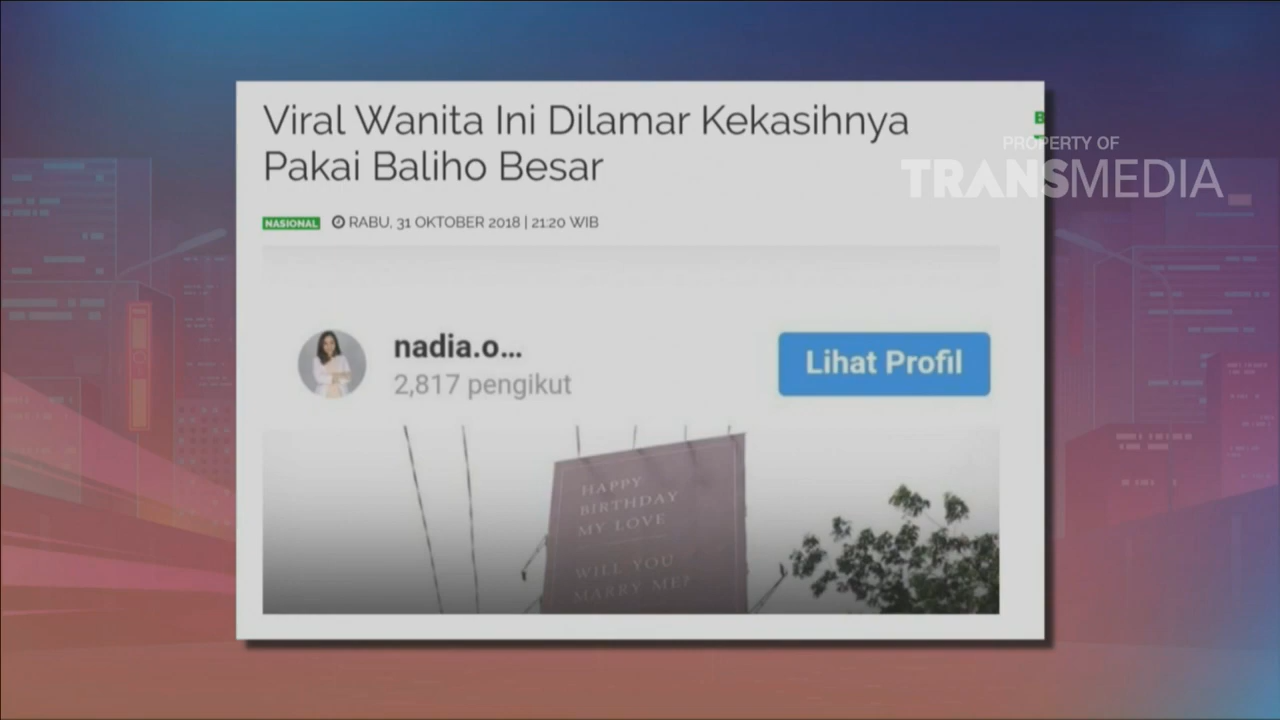 Viral Wanita Ini Dilamar Kekasihnya
Pakai Baliho Besar
B
PROPERTY OF
TRANSMEDIA
NASIONAL RABU, 31 OKTOBER 2018 | 21:20 WIB
nadia.o...
2,817 pengikut
Lihat Profil
HAPPY
BIRTHDAY
MY LOVE
WILL YOU
MARRY ME?